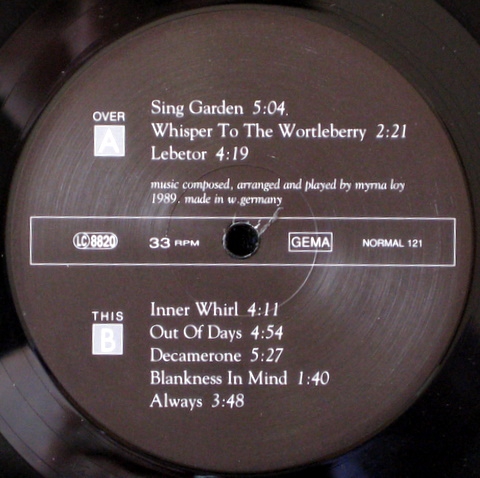 OVER
A
Sing Garden 5:04
Whisper To The Wortleberry 2:21
Lebetor 4:19
music composed, arranged and played by myrna loy
1989. made in w.germany
LC 8820 33 RPM GEMA NORMAL 121
THIS
B
Inner Whirl 4:11
Out Of Days 4:54
Decamerone 5:27
Blankness In Mind 1:40
Always 3:48